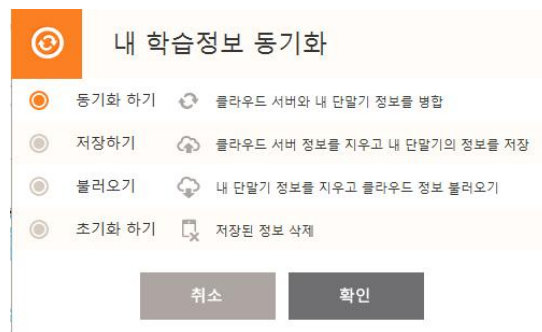 내 학습정보 동기화
동기화 하기 클라우드 서버와 내 단말기 정보를 병합
저장하기 클라우드 서버 정보를 지우고 내 단말기의 정보를 저장
불러오기 내 단말기 정보를 지우고 클라우드 정보 불러오기
초기화 하기 저장된 정보 삭제
취소 확인